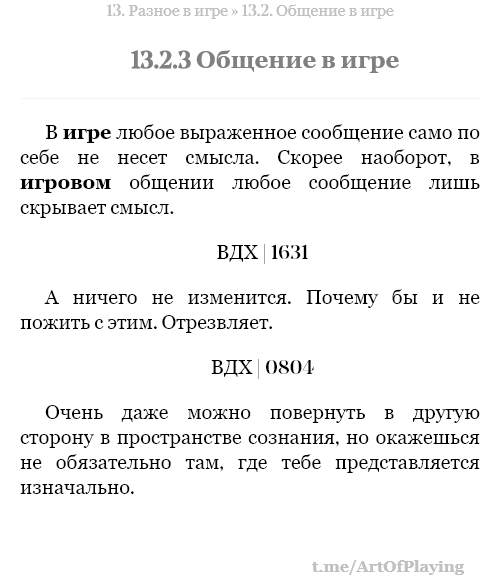 13. Разное в игре » 13.2. Общение в игре
13.2.3 Общение в игре
В игре любое выраженное сообщение само по
себе не несет смысла. Скорее наоборот, в
игровом общении любое сообщение лишь
скрывает смысл.
ВДХ | 1631
А ничего не изменится. Почему бы и не
пожить с этим. Отрезвляет.
ВДХ | 0804
Очень даже можно повернуть в другую
сторону в пространстве сознания, но окажешься
не обязательно там, где тебе представляется
изначально.
t.me/ArtOfPlaying